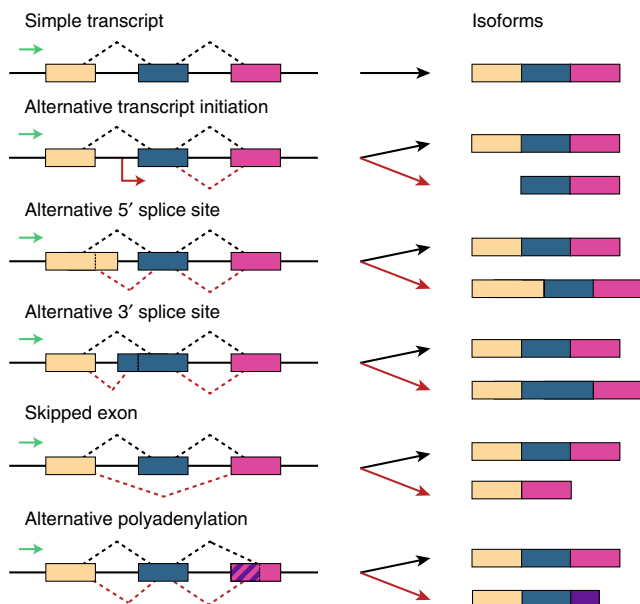 Simple transcript
Isoforms
Alternative transcript initiation
Alternative 5′ splice site
Alternative 3′ splice site
Skipped exon
Alternative polyadenylation